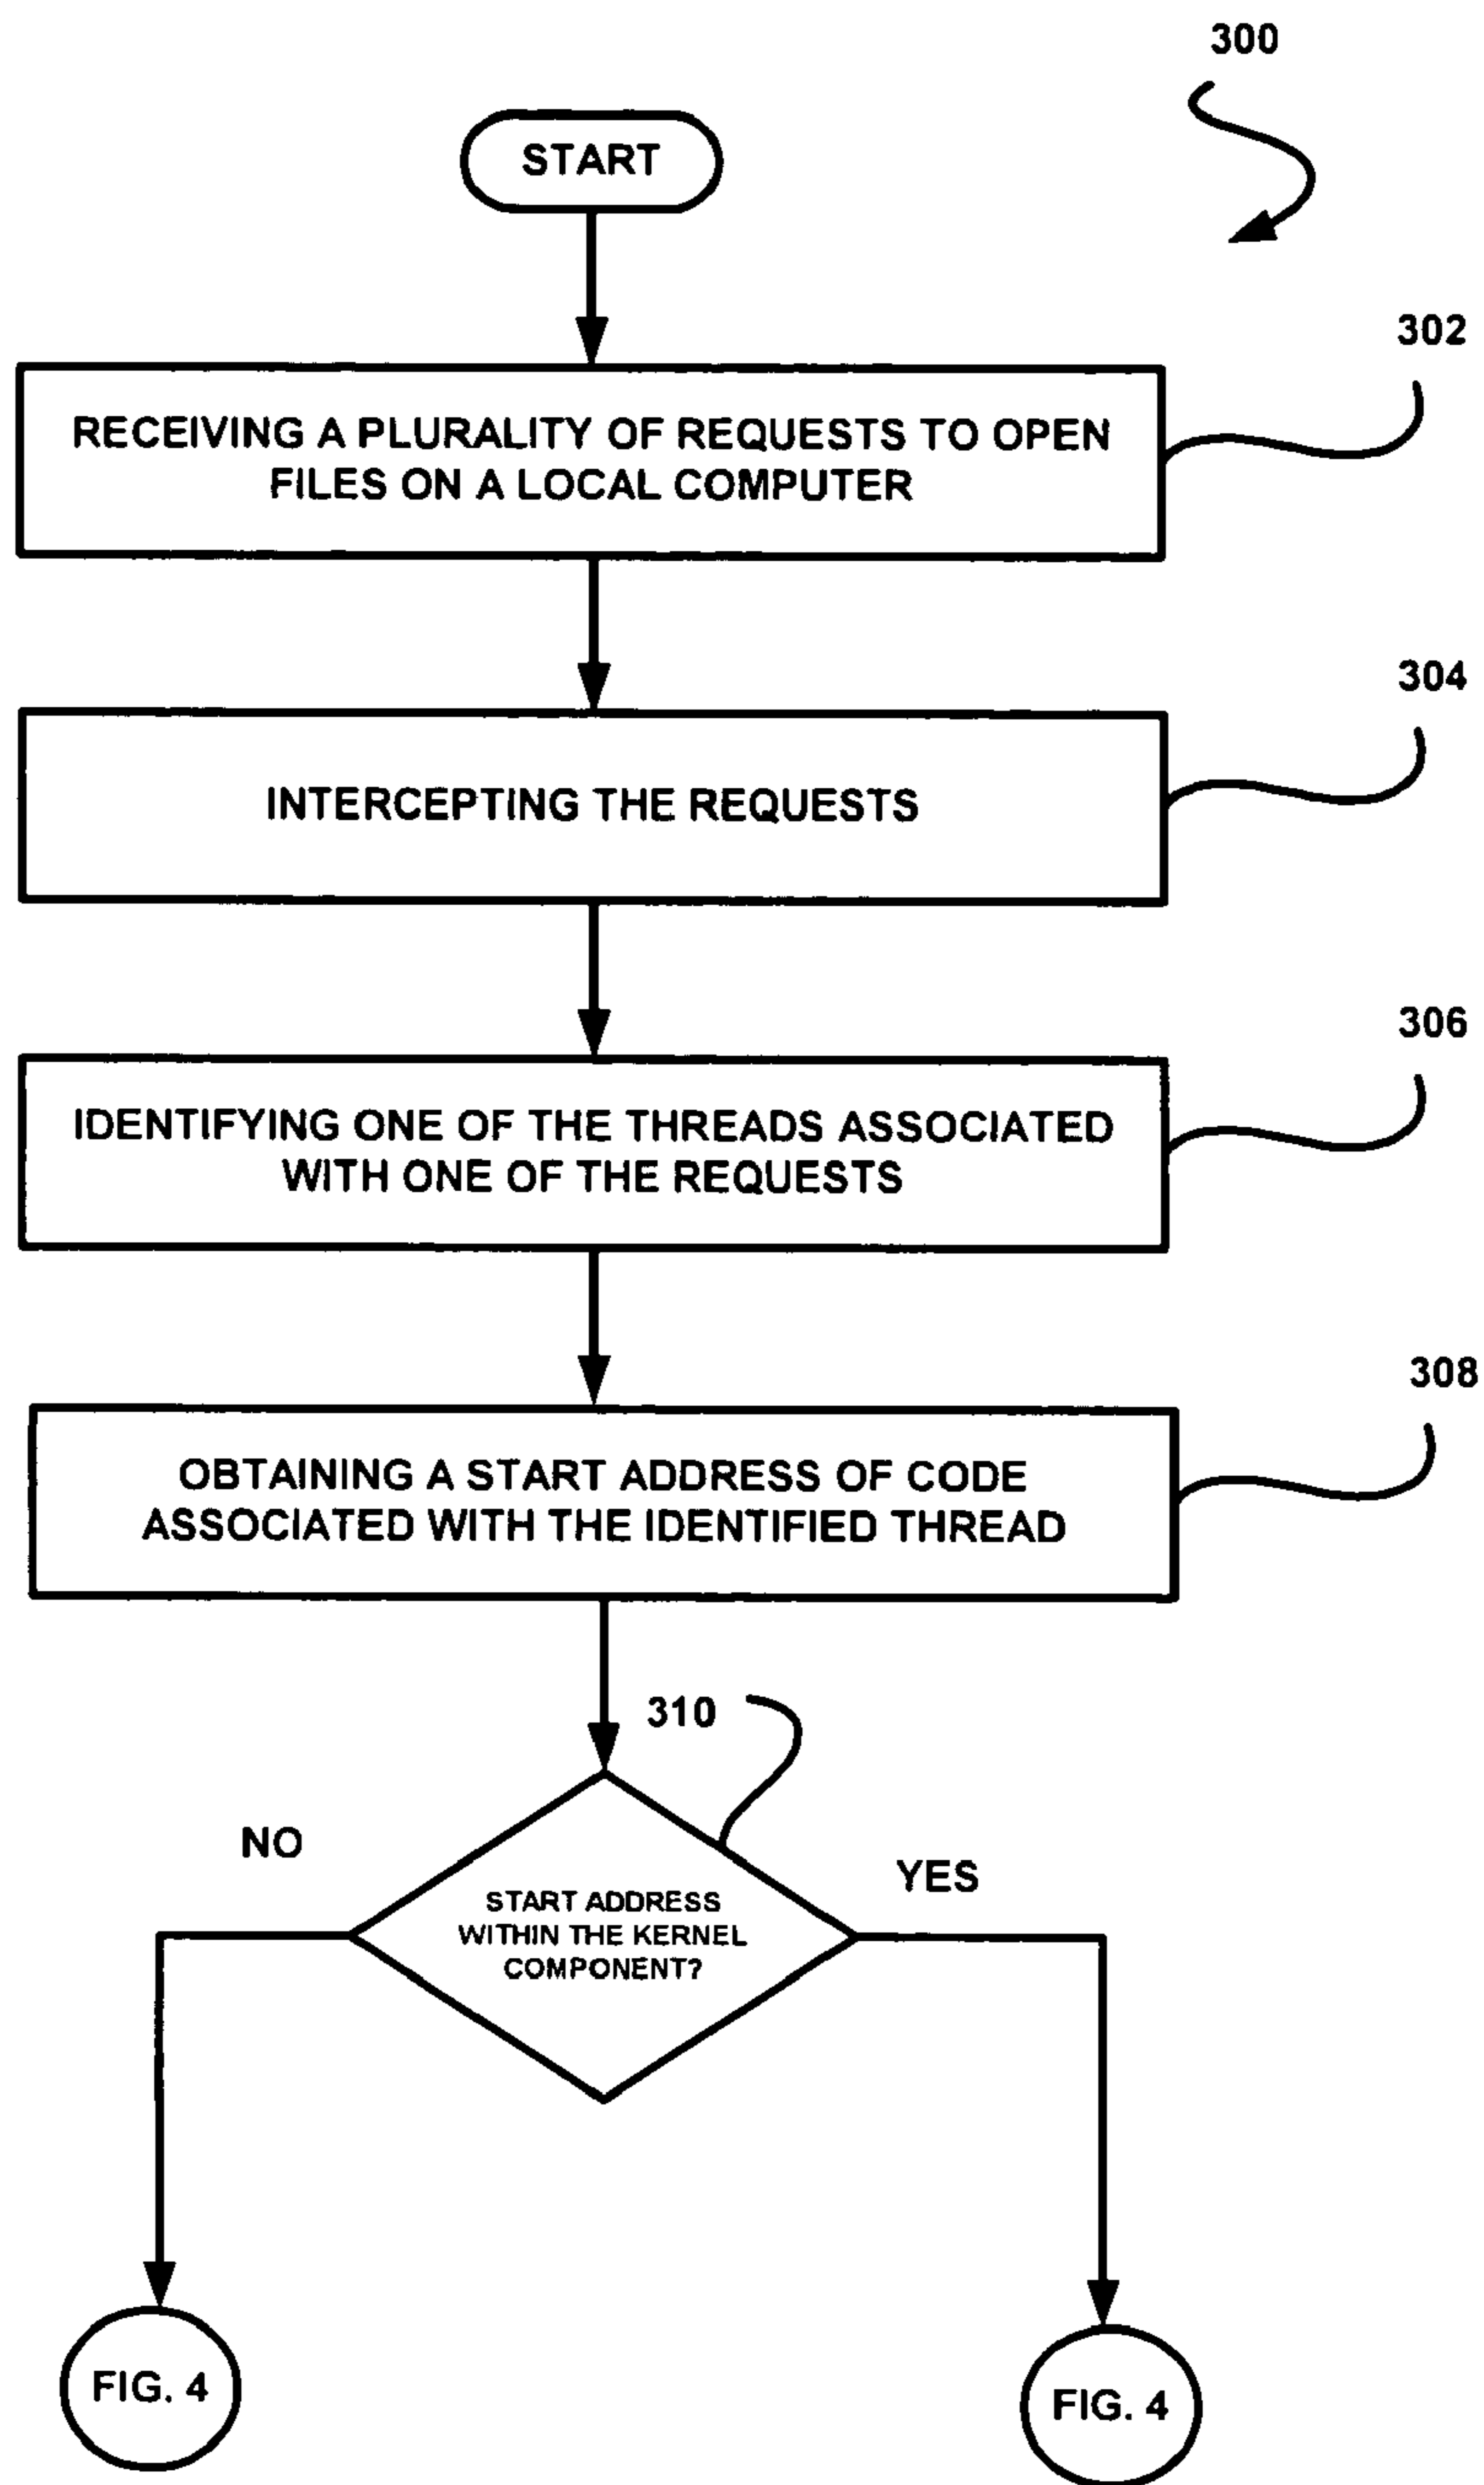 300
START
302
RECEIVING A PLURALITY OF REQUESTS TO OPEN
FILES ON A LOCAL COMPUTER
304
INTERCEPTING THE REQUESTS
306
IDENTIFYING ONE OF THE THREADS ASSOCIATED
WITH ONE OF THE REQUESTS
308
OBTAINING A START ADDRESS OF CODE
ASSOCIATED WITH THE IDENTIFIED THREAD
310
NO
YES
START ADDRESS
WITHIN THE KERNEL
COMPONENT?
FIG. 4
FIG. 4